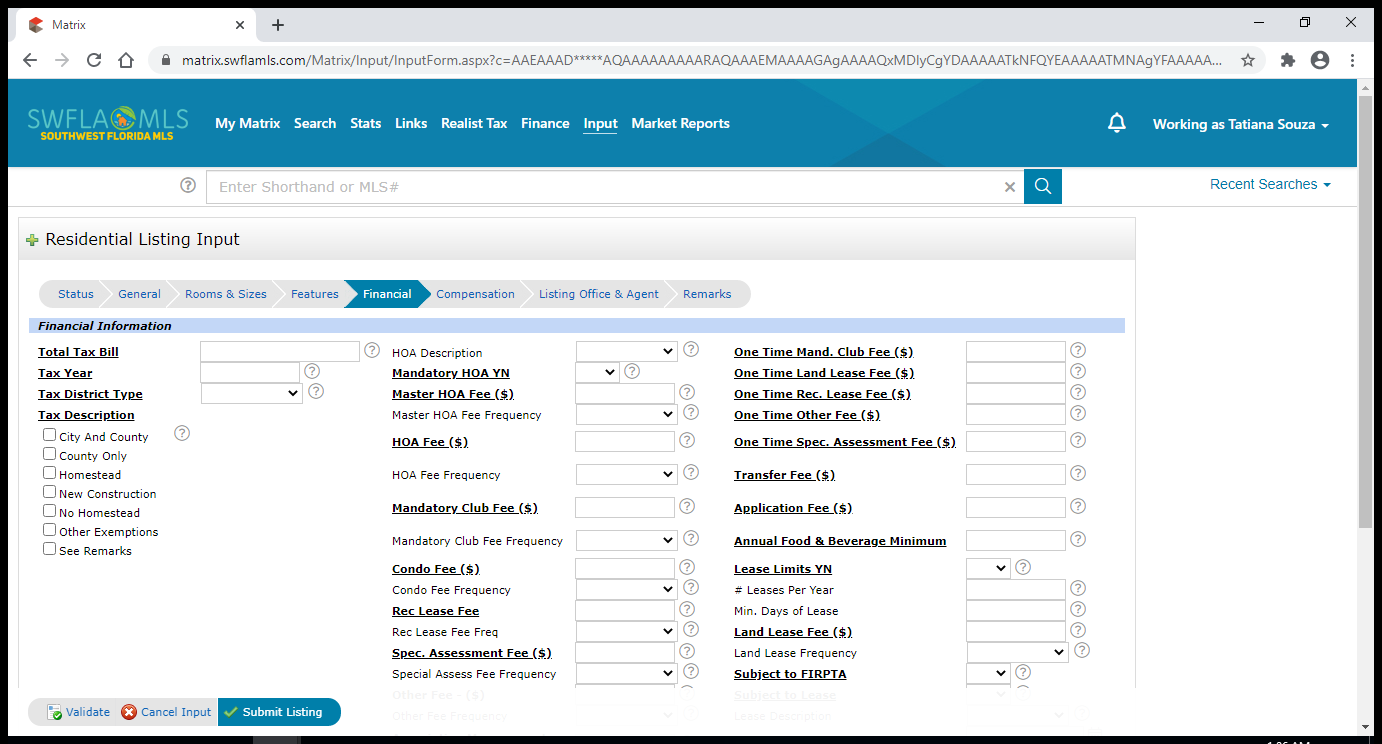 Matrix
matrix.swflamls.com/Matrix/Input/InputForm.aspx?c=AAEAAAD*****AQAAAAAAAAARAQAAAEMAAAAGAgAAAAQxMDIyCgYDAAAAATkNFQYEAAAAATMNAgYFAAAAA...
SWFLA MLS
SOUTHWEST FLORIDA MLS
My Matrix Search Stats Links Realist Tax Finance Input Market Reports
Working as Tatiana Souza
Enter Shorthand or MLS#
Recent Searches
Residential Listing Input
Status General Rooms & Sizes Features Financial Compensation Listing Office & Agent Remarks
Financial Information
Total Tax Bill
Tax Year
Tax District Type
Tax Description
City And County
County Only
Homestead
New Construction
No Homestead
Other Exemptions
See Remarks
HOA Description
Mandatory HOA YN
Master HOA Fee ($)
Master HOA Fee Frequency
HOA Fee ($)
HOA Fee Frequency
Mandatory Club Fee ($)
Mandatory Club Fee Frequency
Condo Fee ($)
Condo Fee Frequency
Rec Lease Fee
Rec Lease Fee Freq
Spec. Assessment Fee ($)
Special Assess Fee Frequency
Other Fee - ($)
Other Fee Frequency
One Time Mand. Club Fee ($)
One Time Land Lease Fee ($)
One Time Rec. Lease Fee ($)
One Time Other Fee ($)
One Time Spec. Assessment Fee ($)
Transfer Fee ($)
Application Fee ($)
Annual Food & Beverage Minimum
Lease Limits YN
# Leases Per Year
Min. Days of Lease
Land Lease Fee ($)
Land Lease Frequency
Subject to FIRPTA
Subject to Lease
Lease Description
Validate Cancel Input Submit Listing